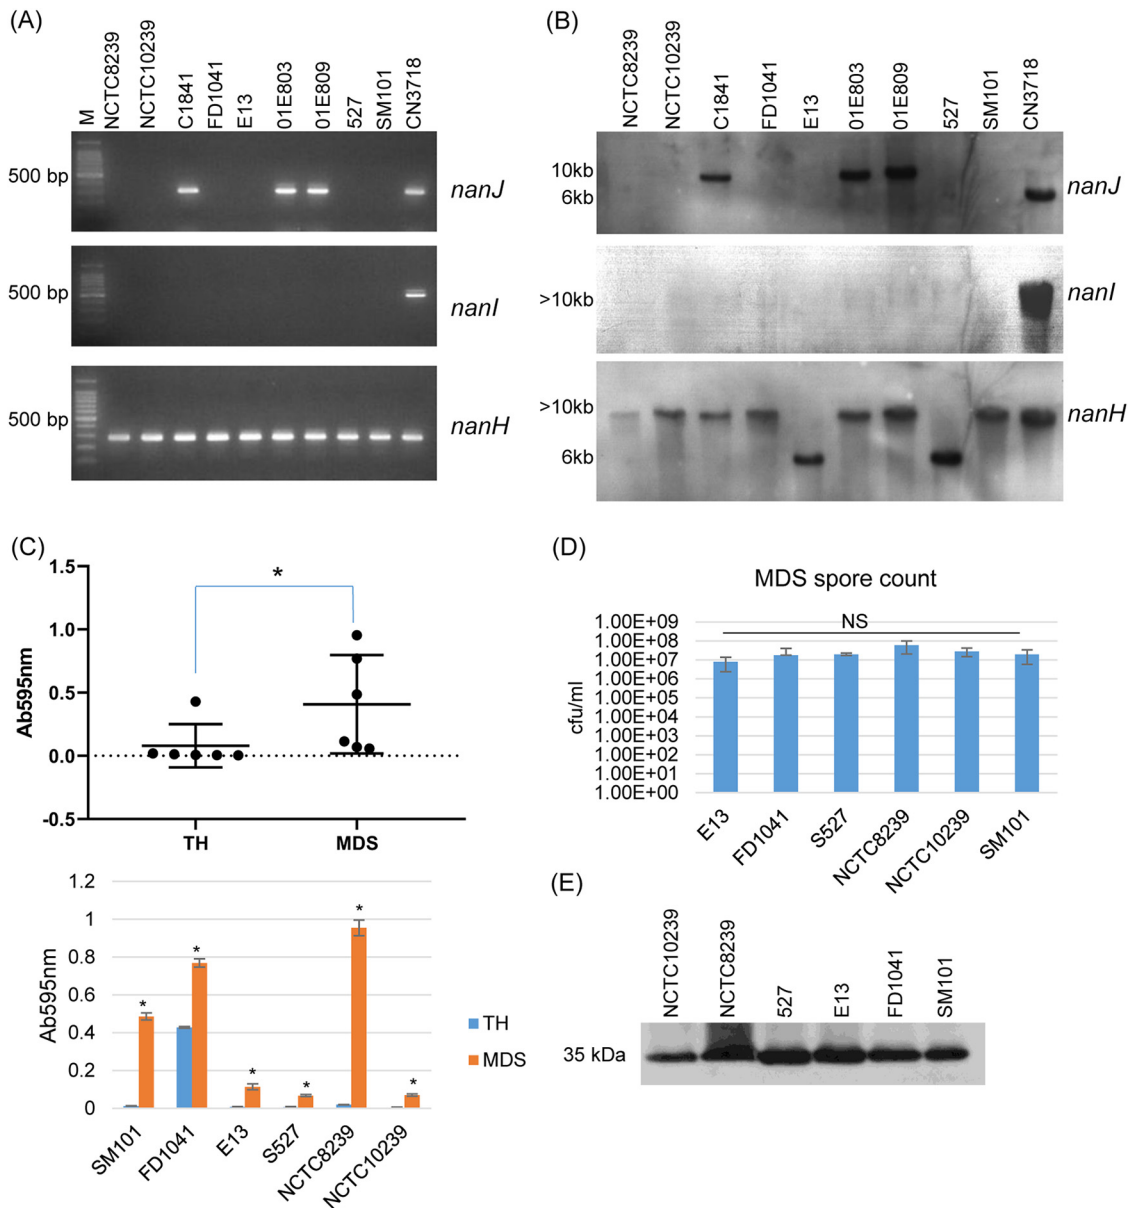 (A)
M
NCTC8239
NCTC10239
C1841
FD1041
E13
01E803
01E809
527
SM101
CN3718
500 bp
nanJ
500 bp
nanI
500 bp
nanH
(B)
NCTC8239
NCTC10239
C1841
FD1041
E13
01E803
01E809
527
SM101
CN3718
10kb
6kb
nanJ
>10kb
nanI
>10kb
6kb
nanH
(C)
1.5
1.0
0.5
0.0
-0.5
Ab595nm
*
TH
MDS
1.2
1
0.8
0.6
0.4
0.2
0
Ab595nm
*
*
*
*
*
*
TH
MDS
SM101
FD1041
E13
S527
NCTC8239
NCTC10239
(D)
MDS spore count
NS
1.00E+09
1.00E+08
1.00E+07
1.00E+06
1.00E+05
1.00E+04
1.00E+03
1.00E+02
1.00E+01
1.00E+00
cfu/ml
E13
FD1041
S527
NCTC8239
NCTC10239
SM101
(E)
NCTC10239
NCTC8239
527
E13
FD1041
SM101
35 kDa